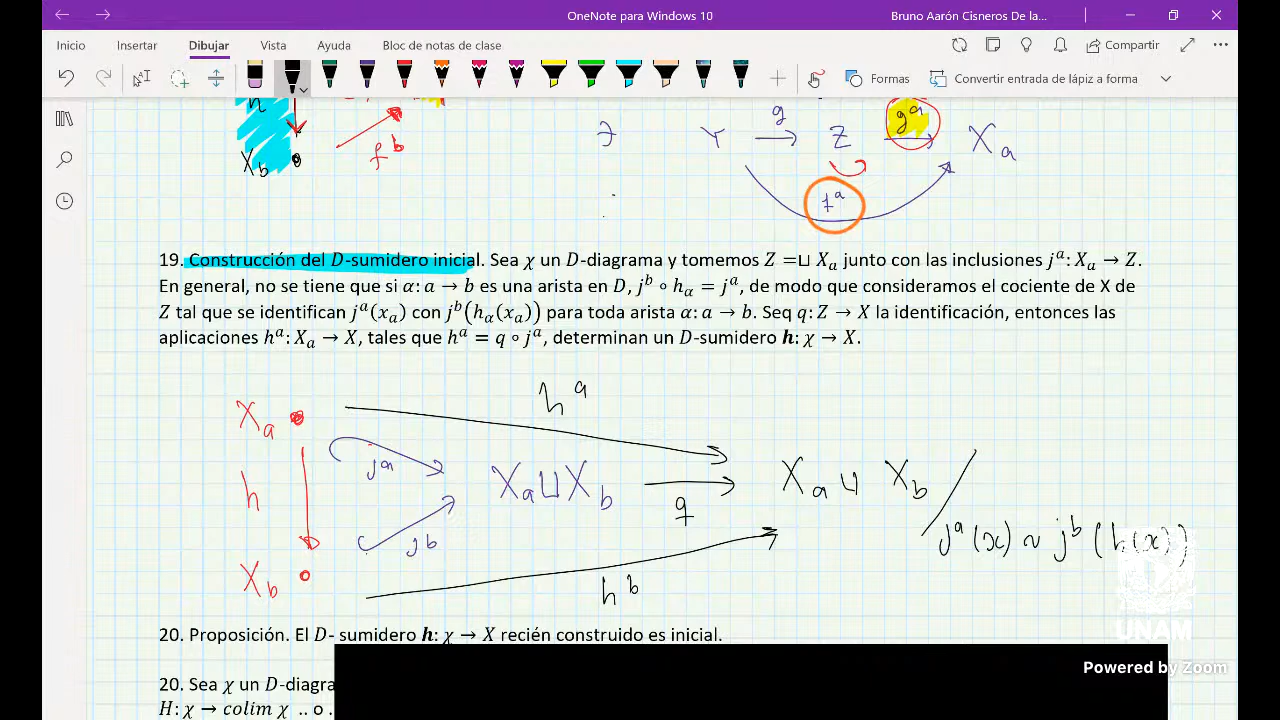 OneNote para Windows 10
Bruno Aarón Cisneros De la...
Inicio Insertar Dibujar Vista Ayuda Bloc de notas de clase
Compartir
Formas Convertir entrada de lápiz a forma
h
X_b
f^b
Y g Z g^a X_a
f^a
19. Construcción del D-sumidero inicial. Sea χ un D-diagrama y tomemos Z =⊔ X_a junto con las inclusiones j^a: X_a → Z.
En general, no se tiene que si α: a → b es una arista en D, j^b ∘ h_α = j^a, de modo que consideramos el cociente de X de
Z tal que se identifican j^a(x_a) con j^b(h_α(x_a)) para toda arista α: a → b. Seq q: Z → X la identificación, entonces las
aplicaciones h^a: X_a → X, tales que h^a = q ∘ j^a, determinan un D-sumidero h: χ → X.
h^a
X_a
j^a
h X_a ⊔ X_b q X_a ⊔ X_b /
j^b j^a(x) ~ j^b(h(x))
X_b
h^b
UNAM
20. Proposición. El D- sumidero h: χ → X recién construido es inicial.
Powered by Zoom
20. Sea χ un D-diagra
H: χ → colim χ .. o .